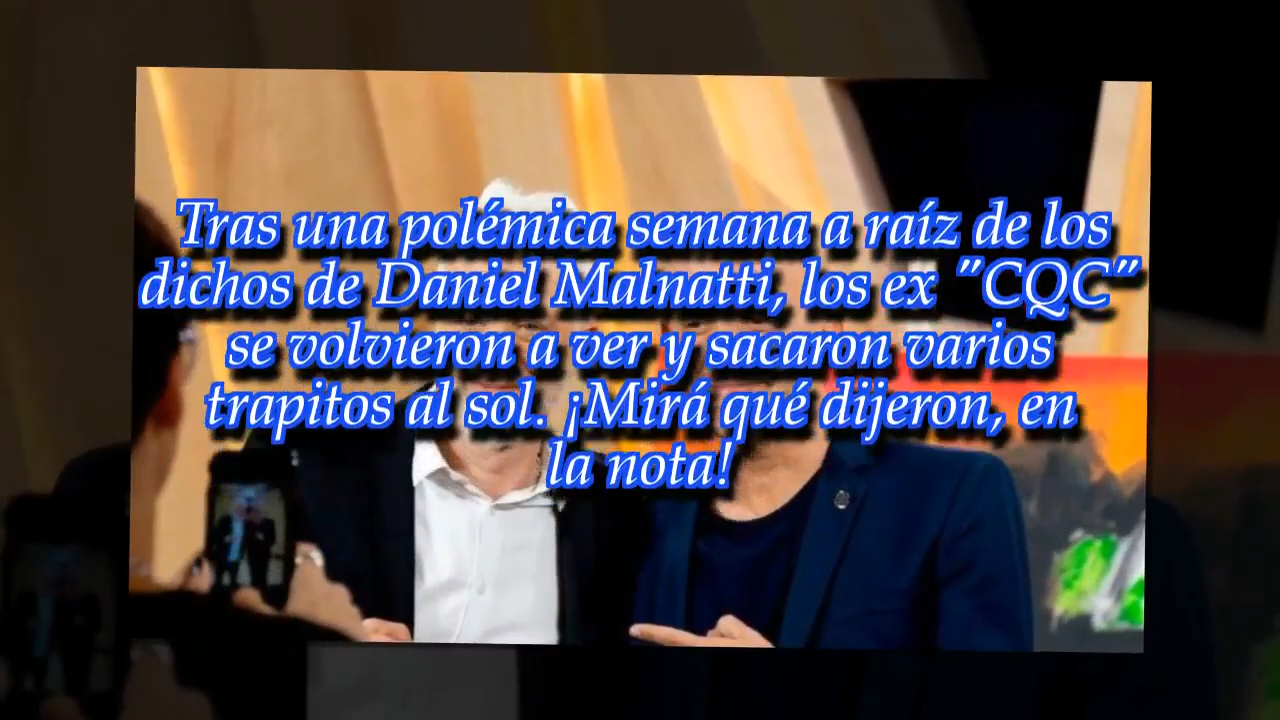 Tras una polémica semana a raíz de los
dichos de Daniel Malnatti, los ex "CQC"
se volvieron a ver y sacaron varios
trapitos al sol. ¡Mirá qué dijeron, en
la nota!